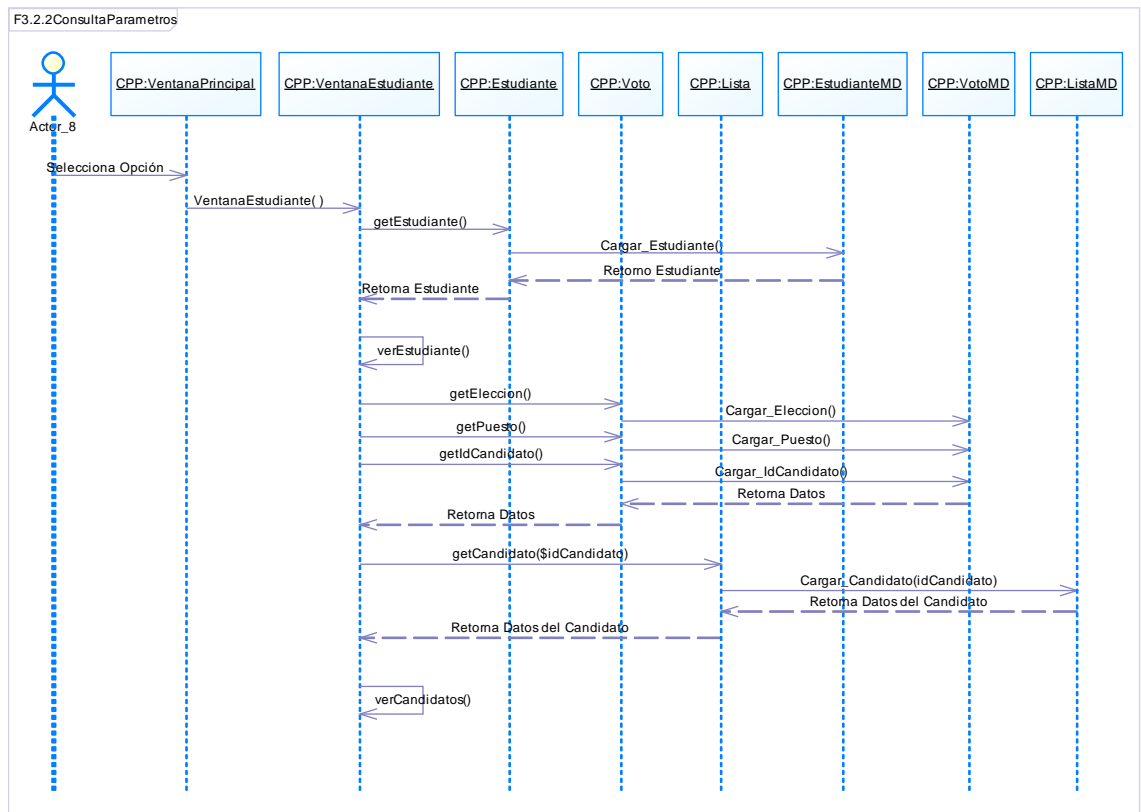 F3.2.2ConsultaParametros
CPP:VentanaPrincipal
CPP:VentanaEstudiante
CPP:Estudiante
CPP:Voto
CPP:Lista
CPP:EstudianteMD
CPP:VotoMD
CPP:ListaMD
Actor_8
Selecciona Opción
VentanaEstudiante( )
getEstudiante()
Cargar_Estudiante()
Retorno Estudiante
Retorna Estudiante
verEstudiante()
getEleccion()
Cargar_Eleccion()
getPuesto()
Cargar_Puesto()
getIdCandidato()
Cargar_IdCandidato()
Retorna Datos
Retorna Datos
getCandidato($idCandidato)
Cargar_Candidato(idCandidato)
Retorna Datos del Candidato
Retorna Datos del Candidato
verCandidatos()